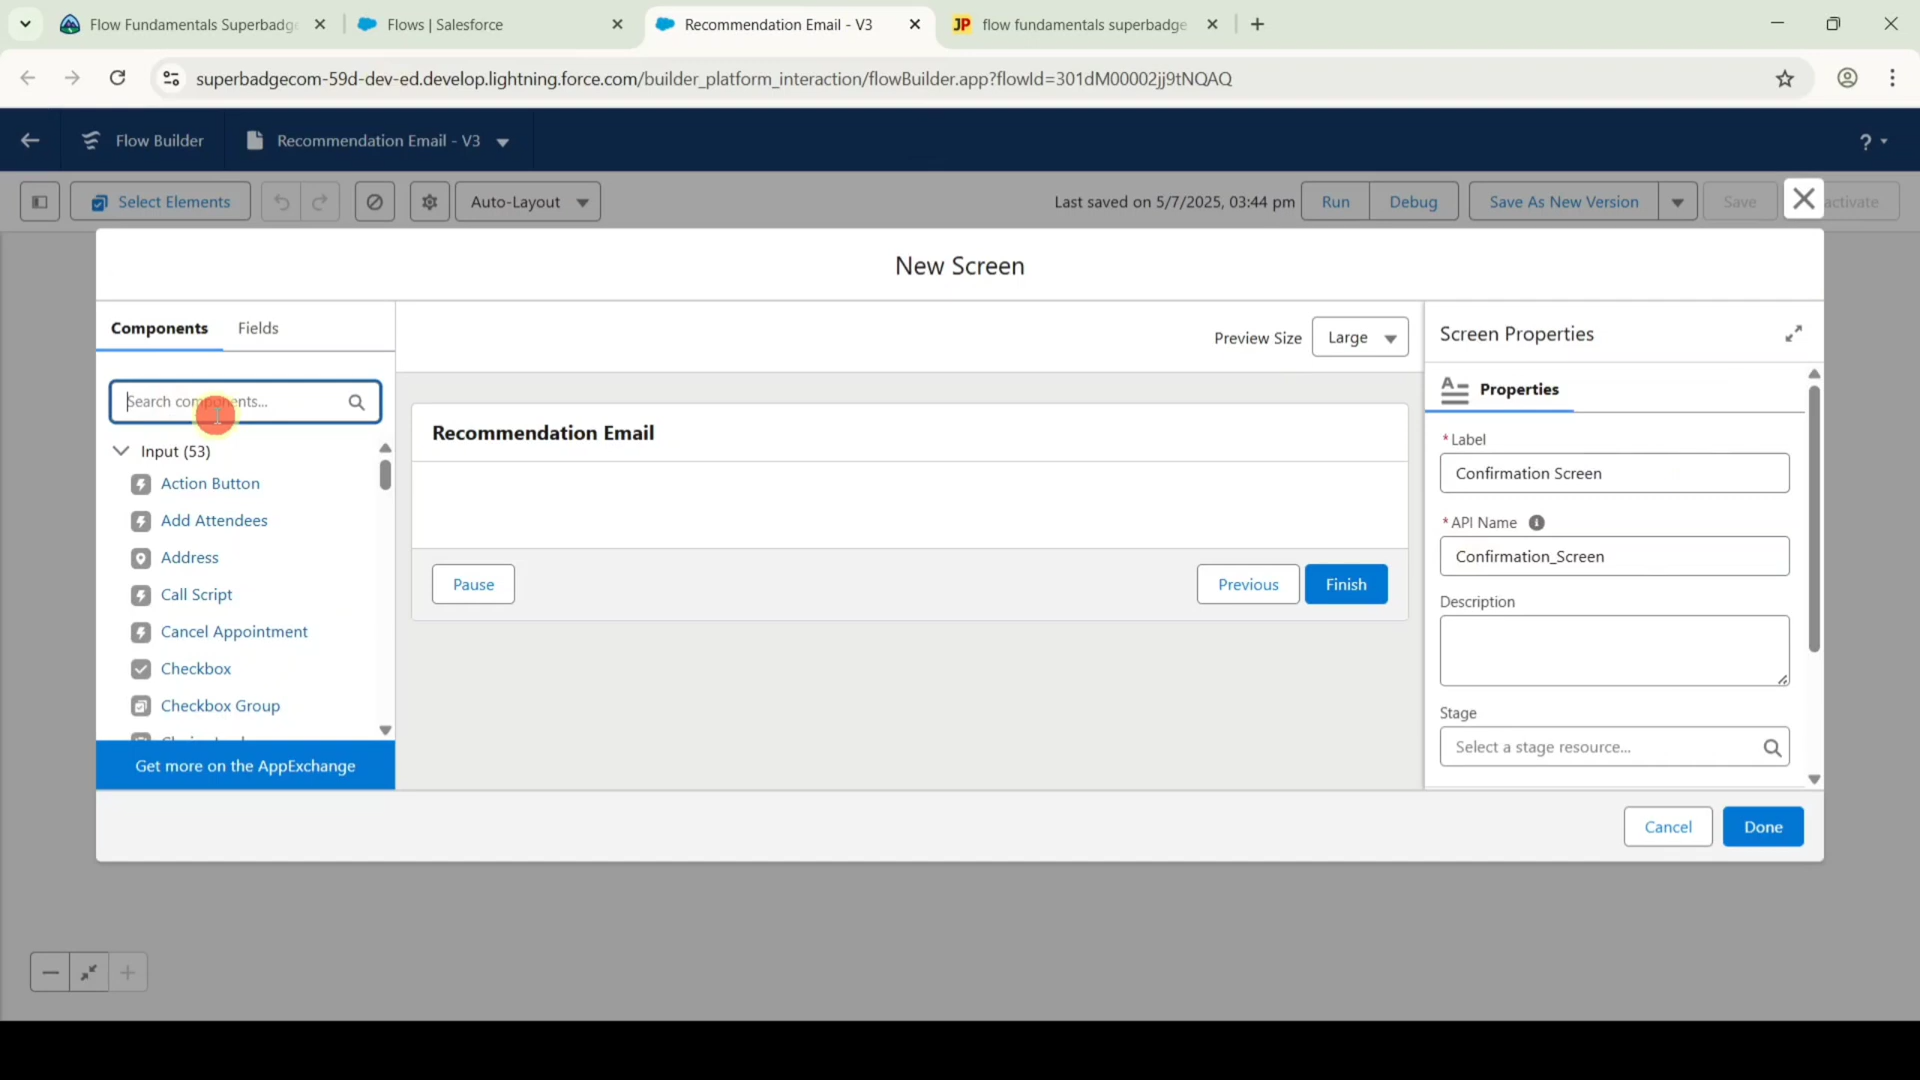 Flow Fundamentals Superbadge
Flows | Salesforce
Recommendation Email - V3
JP flow fundamentals superbadge
superbadgecom-59d-dev-ed.develop.lightning.force.com/builder_platform_interaction/flowBuilder.app?flowId=301dM00002jj9tNQAQ
Flow Builder
Recommendation Email - V3
?
Select Elements
Auto-Layout
Last saved on 5/7/2025, 03:44 pm
Run
Debug
Save As New Version
Save
activate
New Screen
Components
Fields
Search components...
Input (53)
Action Button
Add Attendees
Address
Call Script
Cancel Appointment
Checkbox
Checkbox Group
Get more on the AppExchange
Preview Size
Large
Recommendation Email
Pause
Previous
Finish
Screen Properties
Properties
* Label
Confirmation Screen
* API Name
Confirmation_Screen
Description
Stage
Select a stage resource...
Cancel
Done